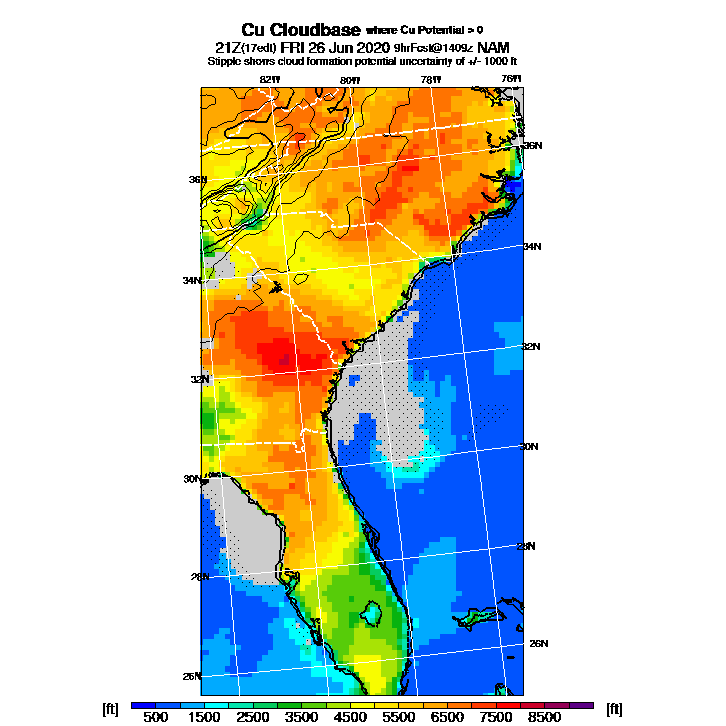 Cu Cloudbase where Cu Potential > 0
21Z(17edt) FRI 26 Jun 2020 9hrFcst@1409z NAM
Stipple shows cloud formation potential uncertainty of +/- 1000 ft
82W 80W 78W 76W
36N
36N
34N
34N
32N
32N
30N
30N
28N
28N
26N
26N
[ft] 500 1500 2500 3500 4500 5500 6500 7500 8500 [ft]